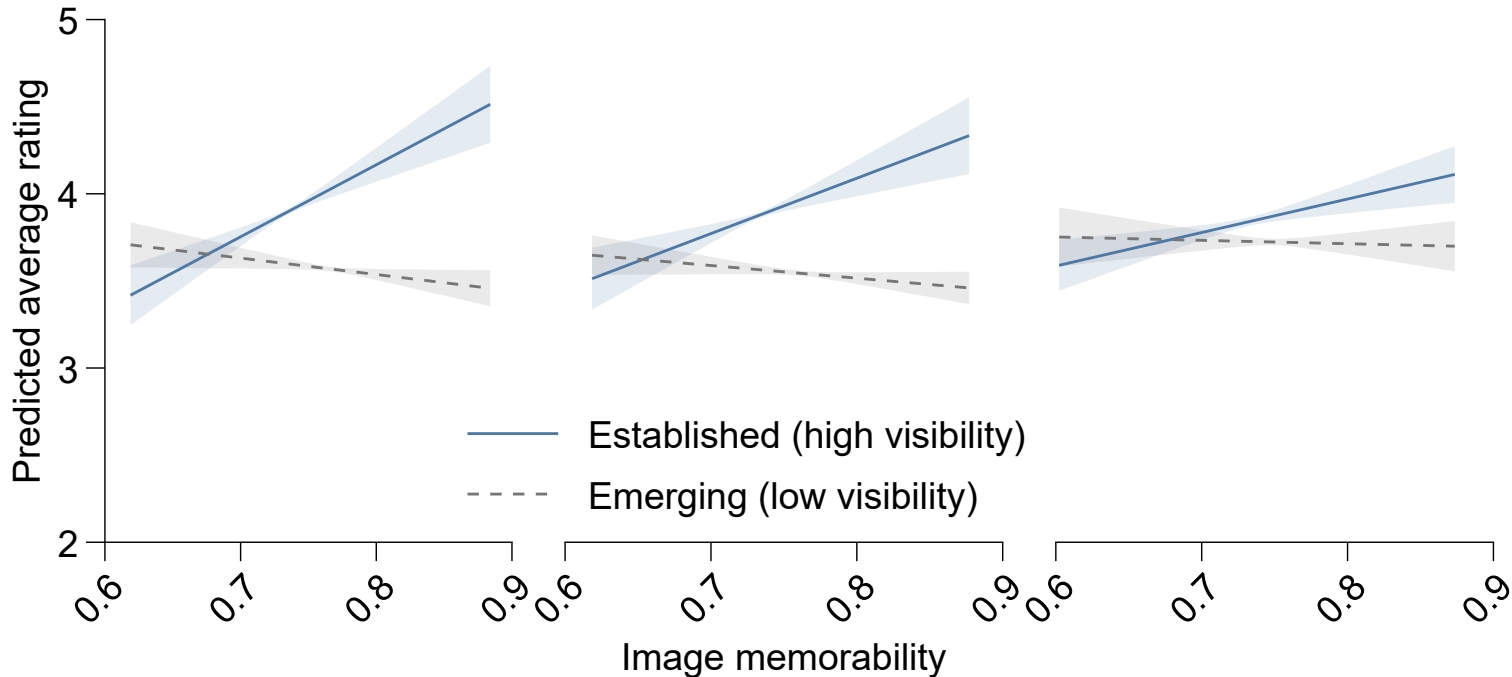 Predicted average rating
5
4
3
2
Established (high visibility)
Emerging (low visibility)
0.6 0.7 0.8 0.9 0.6 0.7 0.8 0.9 0.6 0.7 0.8 0.9
Image memorability